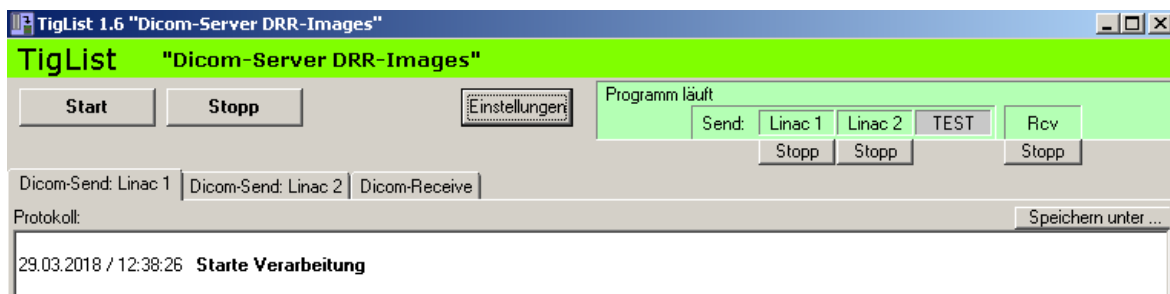 TigList 1.6 "Dicom-Server DRR-Images"
TigList "Dicom-Server DRR-Images"
Start Stopp Einstellungen Programm läuft
Send: Linac 1 Linac 2 TEST Rcv
Stopp Stopp Stopp
Dicom-Send: Linac 1 Dicom-Send: Linac 2 Dicom-Receive
Protokoll: Speichern unter ...
29.03.2018 / 12:38:26 Starte Verarbeitung